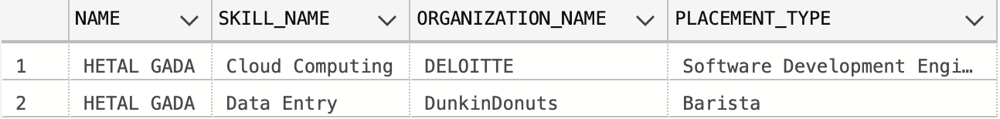 NAME SKILL_NAME ORGANIZATION_NAME PLACEMENT_TYPE
1 HETAL GADA Cloud Computing DELOITTE Software Development Engi…
2 HETAL GADA Data Entry DunkinDonuts Barista